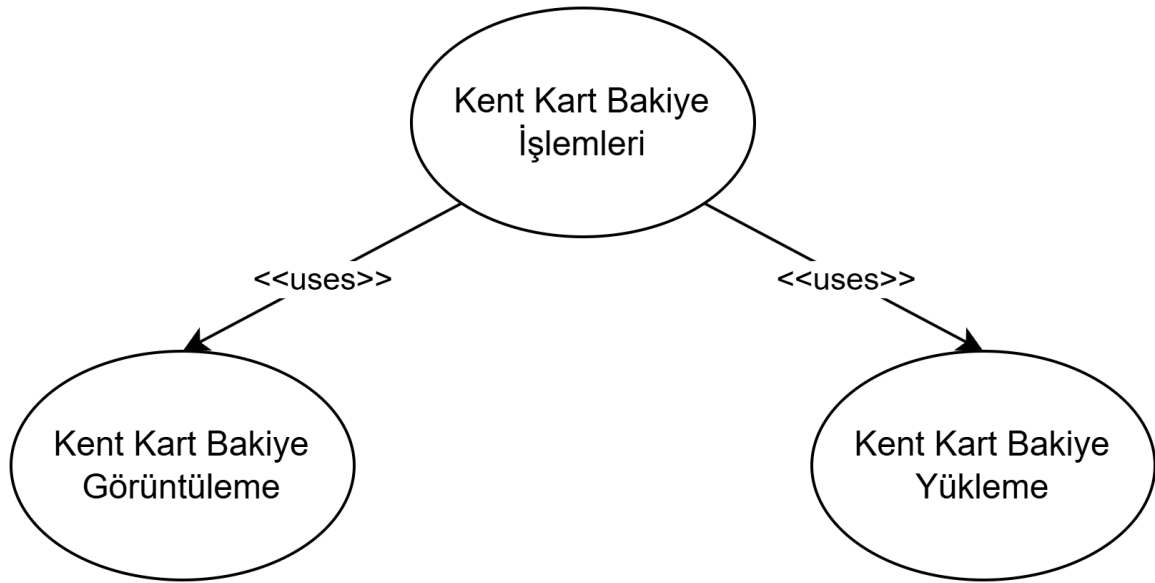 Kent Kart Bakiye
İşlemleri
<<uses>>
<<uses>>
Kent Kart Bakiye
Görüntüleme
Kent Kart Bakiye
Yükleme